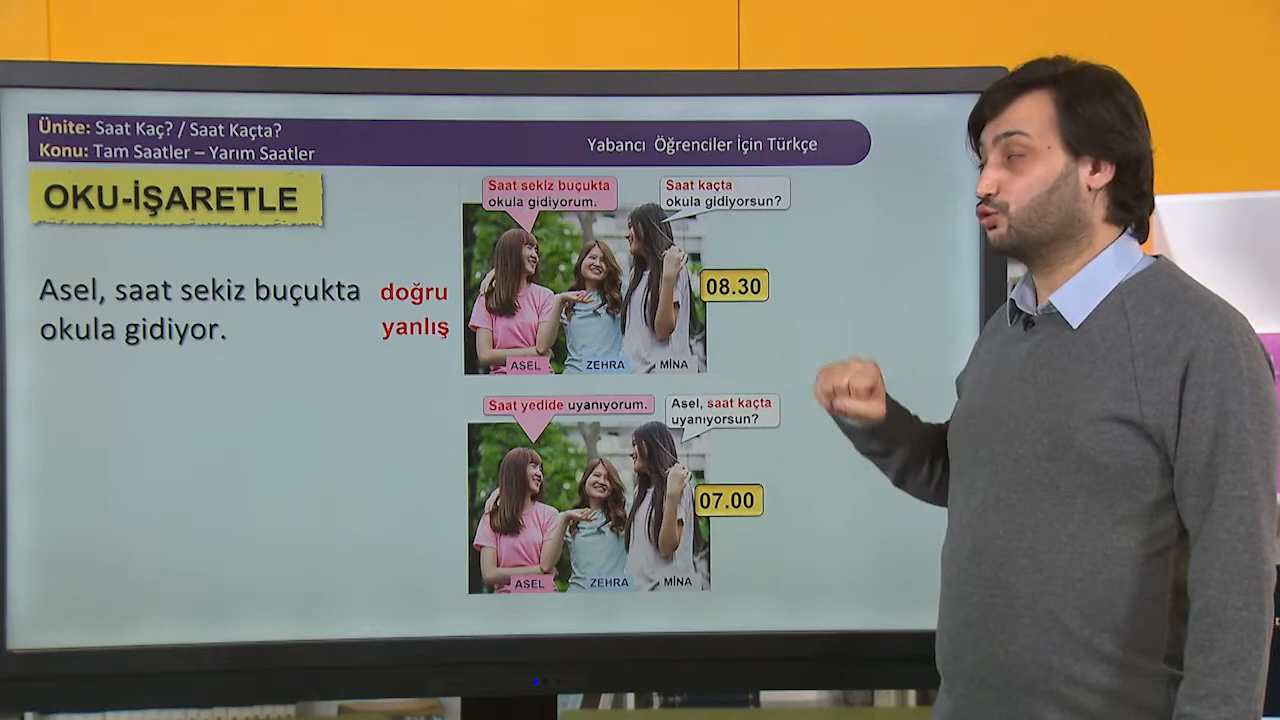 Ünite: Saat Kaç? / Saat Kaçta?
Konu: Tam Saatler – Yarım Saatler
Yabancı Öğrenciler İçin Türkçe
OKU-İŞARETLE
Asel, saat sekiz buçukta
okula gidiyor.
doğru
yanlış
Saat sekiz buçukta
okula gidiyorum.
Saat kaçta
okula gidiyorsun?
08.30
ASEL
ZEHRA
MİNA
Saat yedide uyanıyorum.
Asel, saat kaçta
uyanıyorsun?
07.00
ASEL
ZEHRA
MİNA